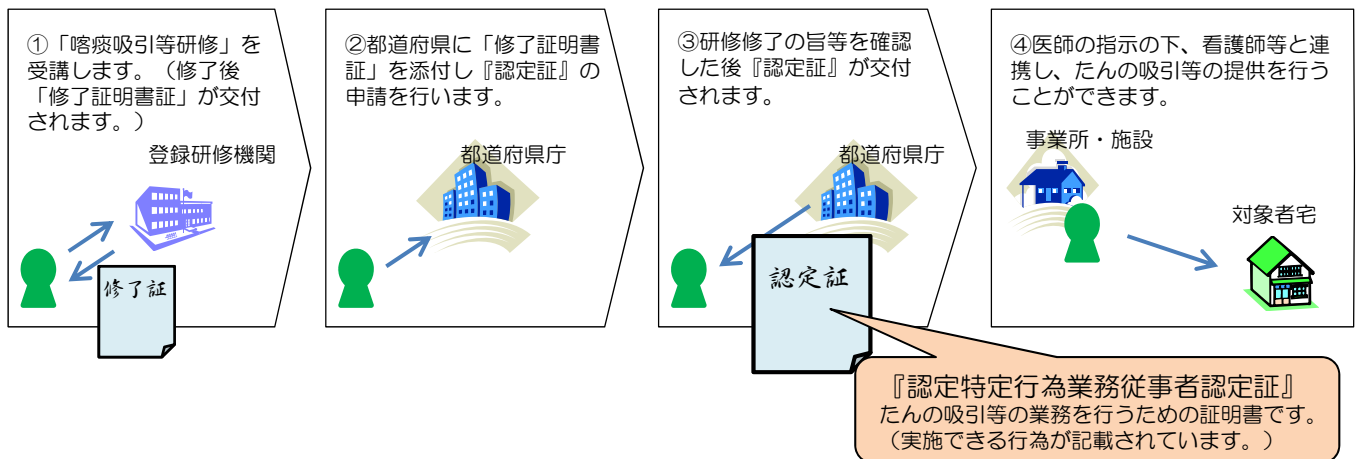 ①「喀痰吸引等研修」を
受講します。（修了後
「修了証明書証」が交付
されます。）
登録研修機関
修了証
②都道府県に「修了証明書
証」を添付し『認定証』の
申請を行います。
都道府県庁
③研修修了の旨等を確認
した後『認定証』が交付
されます。
都道府県庁
認定証
④医師の指示の下、看護師等と連
携し、たんの吸引等の提供を行う
ことができます。
事業所・施設
対象者宅
『認定特定行為業務従事者認定証』
たんの吸引等の業務を行うための証明書です。
（実施できる行為が記載されています。）